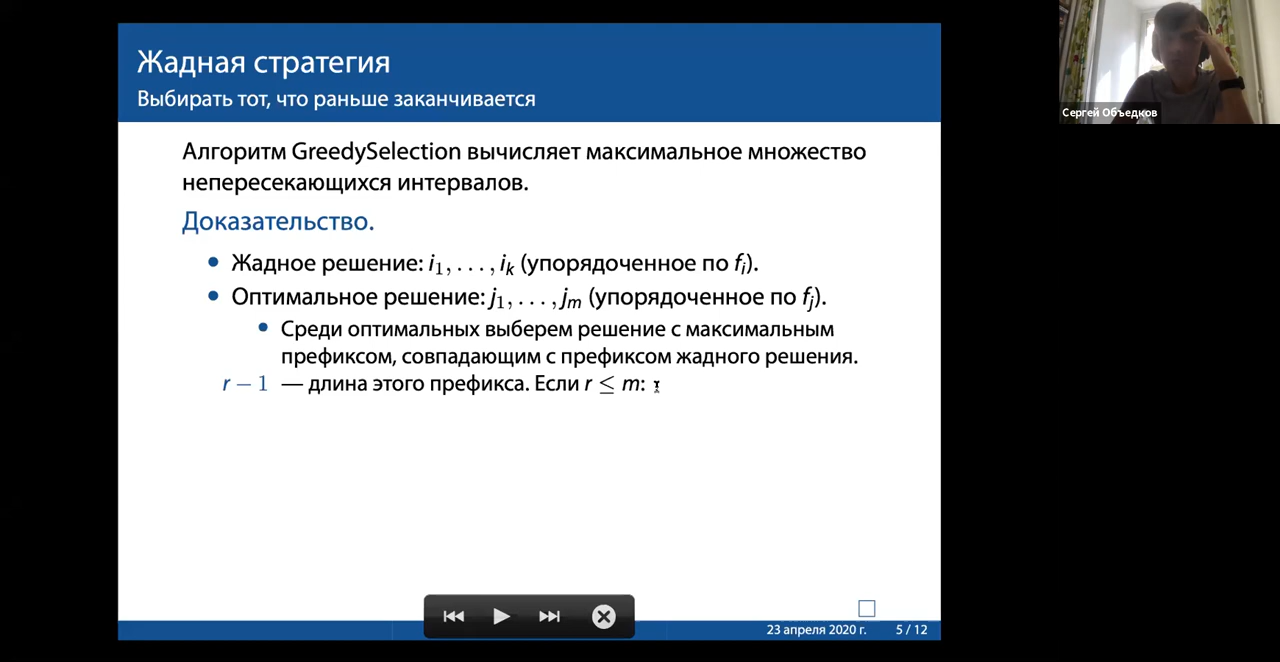 Жадная стратегия
Выбирать тот, что раньше заканчивается
Алгоритм GreedySelection вычисляет максимальное множество
непересекающихся интервалов.
Доказательство.
• Жадное решение: i₁, . . . , iₖ (упорядоченное по fᵢ).
• Оптимальное решение: j₁, . . . , jₘ (упорядоченное по fⱼ).
• Среди оптимальных выберем решение с максимальным
префиксом, совпадающим с префиксом жадного решения.
r − 1 — длина этого префикса. Если r ≤ m:
23 апреля 2020 г. 5 / 12
Сергей Объедков